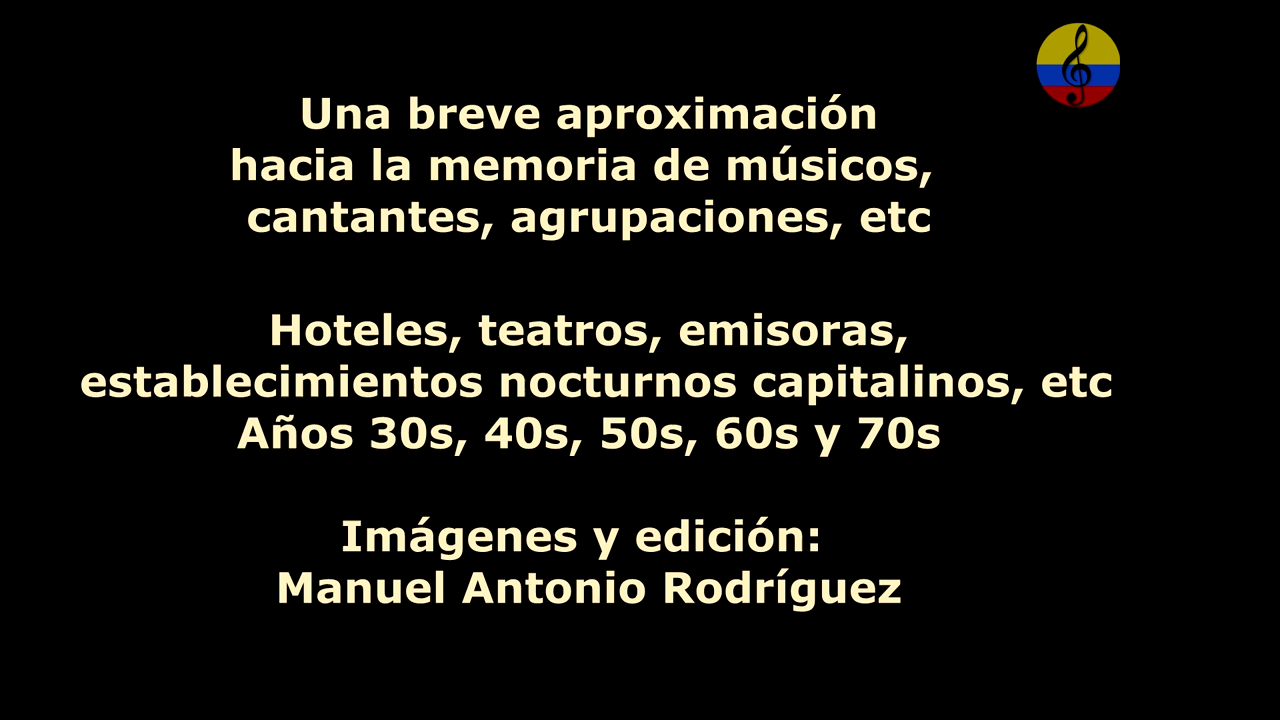 Una breve aproximación
hacia la memoria de músicos,
cantantes, agrupaciones, etc
Hoteles, teatros, emisoras,
establecimientos nocturnos capitalinos, etc
Años 30s, 40s, 50s, 60s y 70s
Imágenes y edición:
Manuel Antonio Rodríguez